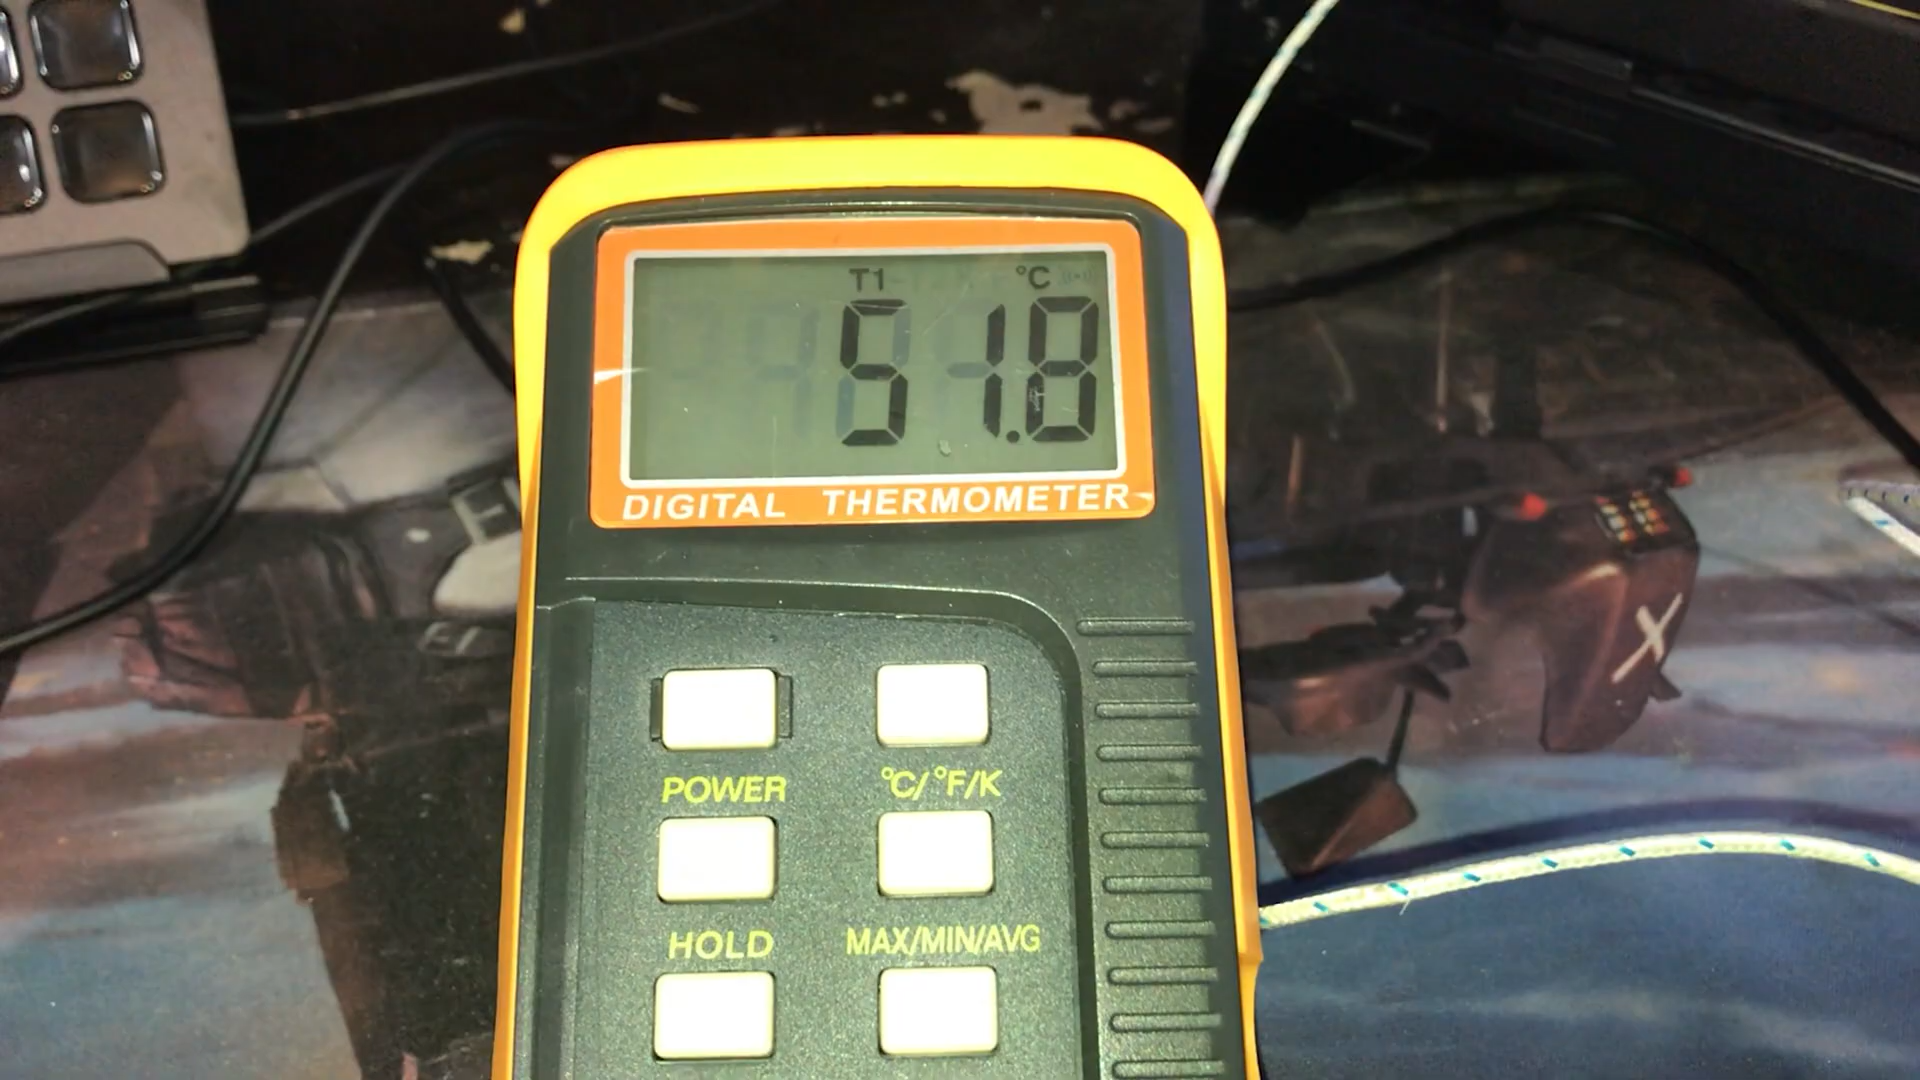 T1 °C
51.8
DIGITAL THERMOMETER
POWER
°C/°F/K
HOLD
MAX/MIN/AVG
X